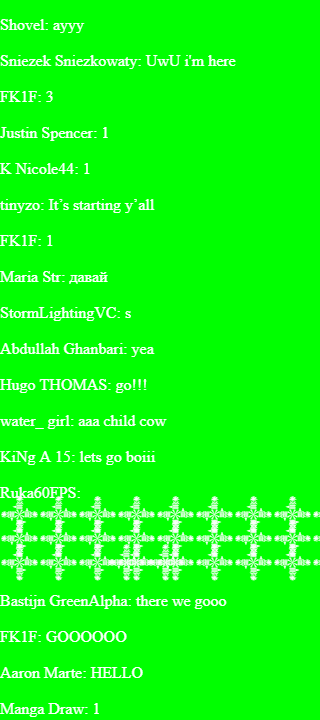 Shovel: ayyy
Sniezek Sniezkowaty: UwU i'm here
FK1F: 3
Justin Spencer: 1
K Nicole44: 1
tinyzo: It's starting y'all
FK1F: 1
Maria Str: давай
StormLightingVC: s
Abdullah Ghanbari: yea
Hugo THOMAS: go!!!
water_ girl: aaa child cow
KiNg A 15: lets go boiii
Ruka60FPS:
Bastijn GreenAlpha: there we gooo
FK1F: GOOOOOO
Aaron Marte: HELLO
Manga Draw: 1